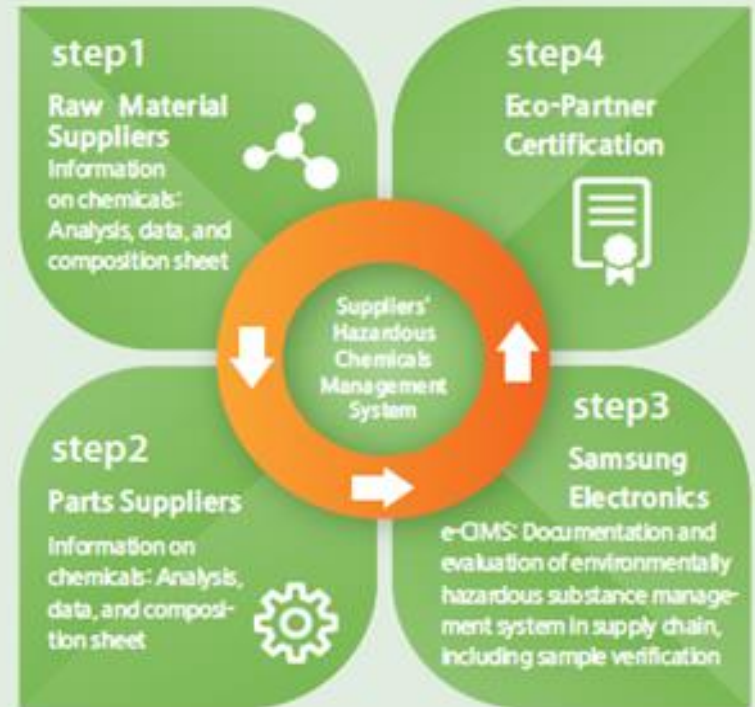 step1
Raw Material
Suppliers
Information
on chemicals:
Analysis, data, and
composition sheet
step2
Parts Suppliers
Information on
chemicals: Analysis,
data, and composi-
tion sheet
Suppliers'
Hazardous
Chemicals
Management
System
step3
Samsung
Electronics
e-CIMS: Documentation and
evaluation of environmentally
hazardous substance manage-
ment system in supply chain,
including sample verification
step4
Eco-Partner
Certification